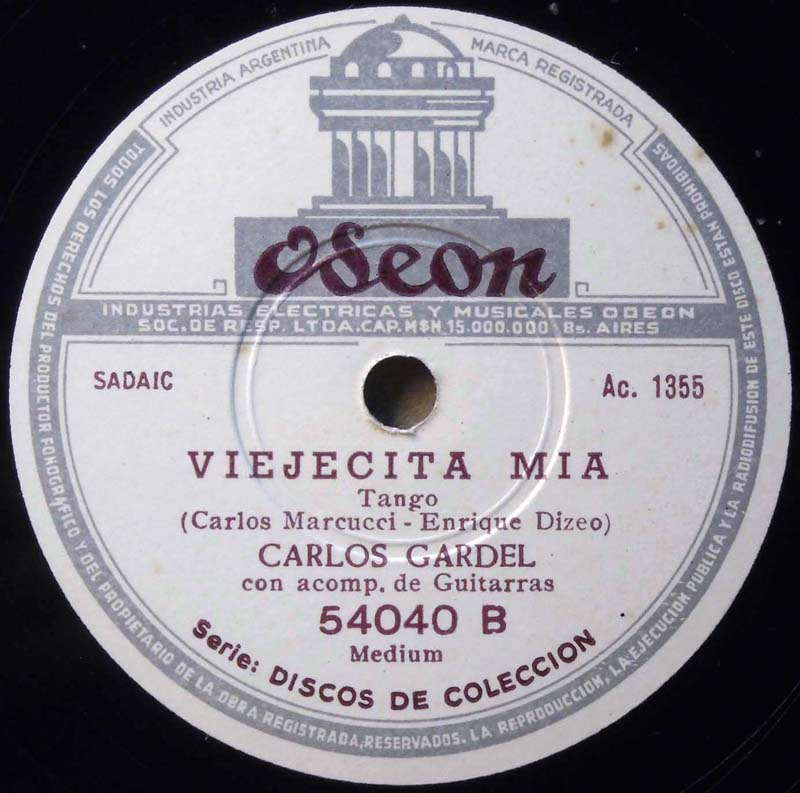 INDUSTRIA ARGENTINA
MARCA REGISTRADA
Odeon
INDUSTRIAS ELECTRICAS Y MUSICALES ODEON
SOC. DE RESP. LTDA. CAP. M$N 15.000.000 Bs. AIRES
SADAIC
Ac. 1355
VIEJECITA MIA
Tango
(Carlos Marcucci - Enrique Dizeo)
CARLOS GARDEL
con acomp. de Guitarras
54040 B
Medium
Serie: DISCOS DE COLECCION
TODOS LOS DERECHOS DEL PRODUCTOR FONOGRÁFICO Y DEL PROPIETARIO DE LA OBRA REGISTRADA, RESERVADOS. LA REPRODUCCION, LA EJECUCIÓN PUBLICA Y LA RADIODIFUSION DE ESTE DISCO ESTAN PROHIBIDAS